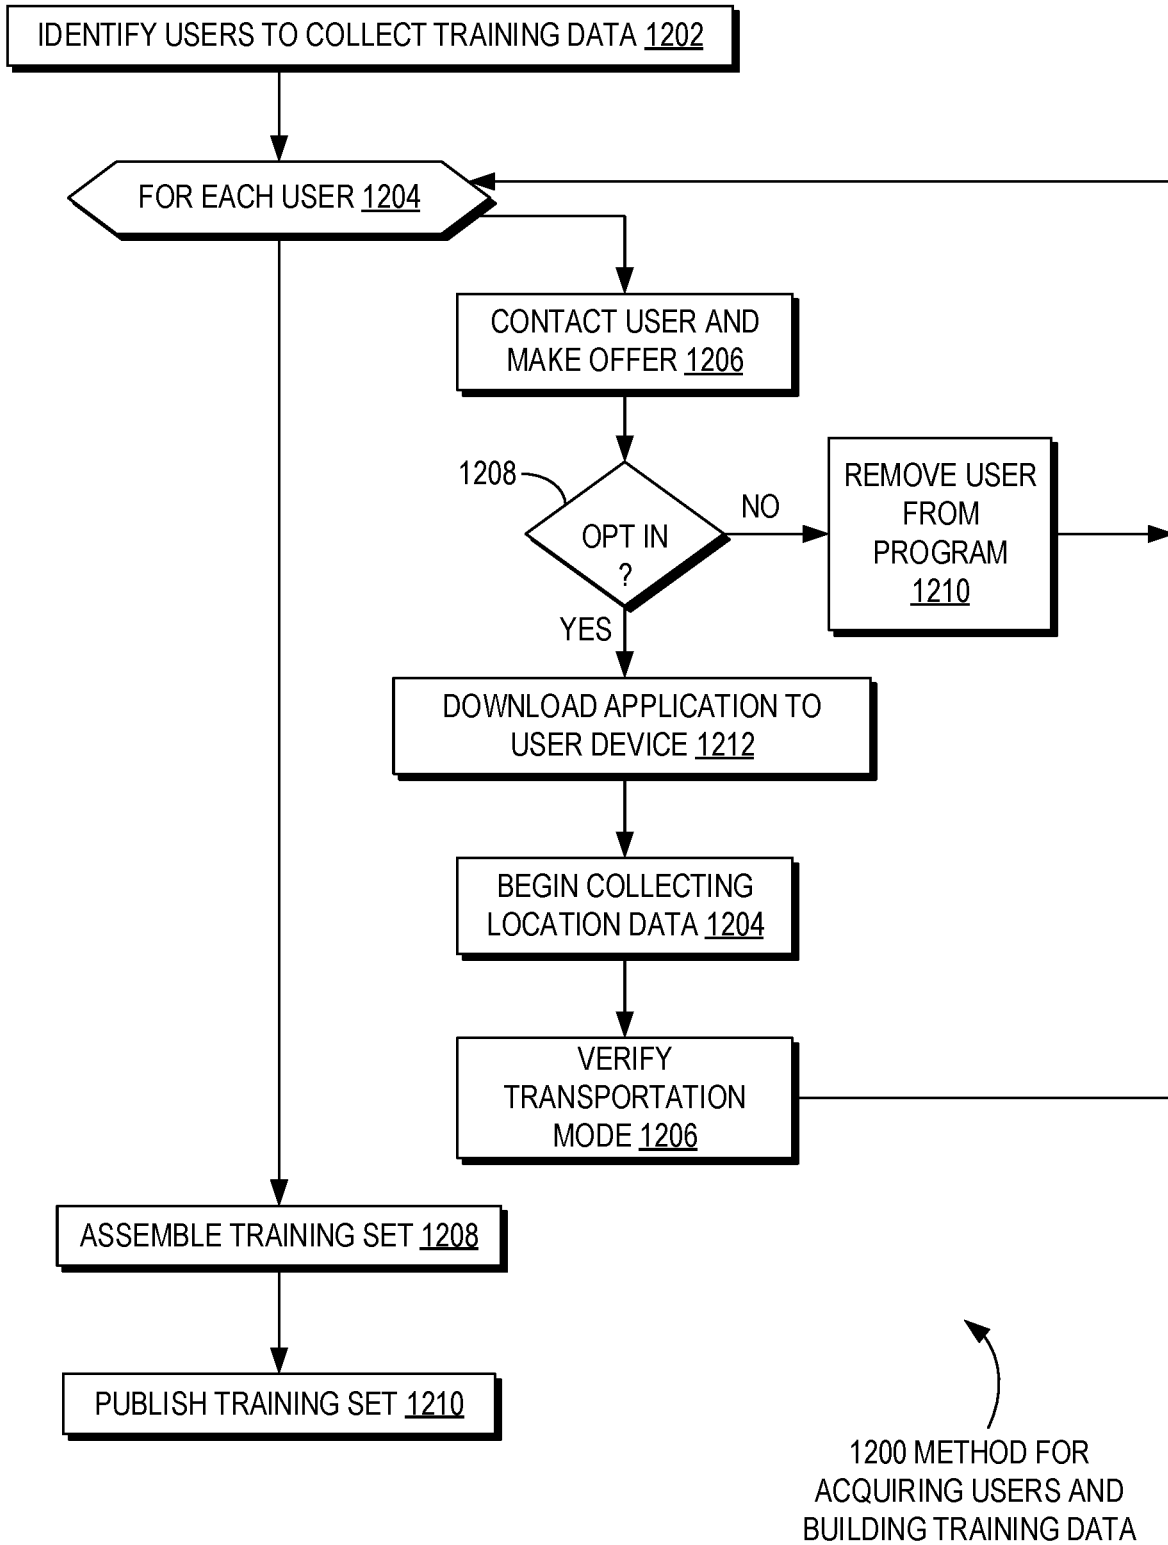 IDENTIFY USERS TO COLLECT TRAINING DATA 1202
FOR EACH USER 1204
CONTACT USER AND
MAKE OFFER 1206
1208
OPT IN
?
NO
YES
REMOVE USER
FROM
PROGRAM
1210
DOWNLOAD APPLICATION TO
USER DEVICE 1212
BEGIN COLLECTING
LOCATION DATA 1204
VERIFY
TRANSPORTATION
MODE 1206
ASSEMBLE TRAINING SET 1208
PUBLISH TRAINING SET 1210
1200 METHOD FOR
ACQUIRING USERS AND
BUILDING TRAINING DATA